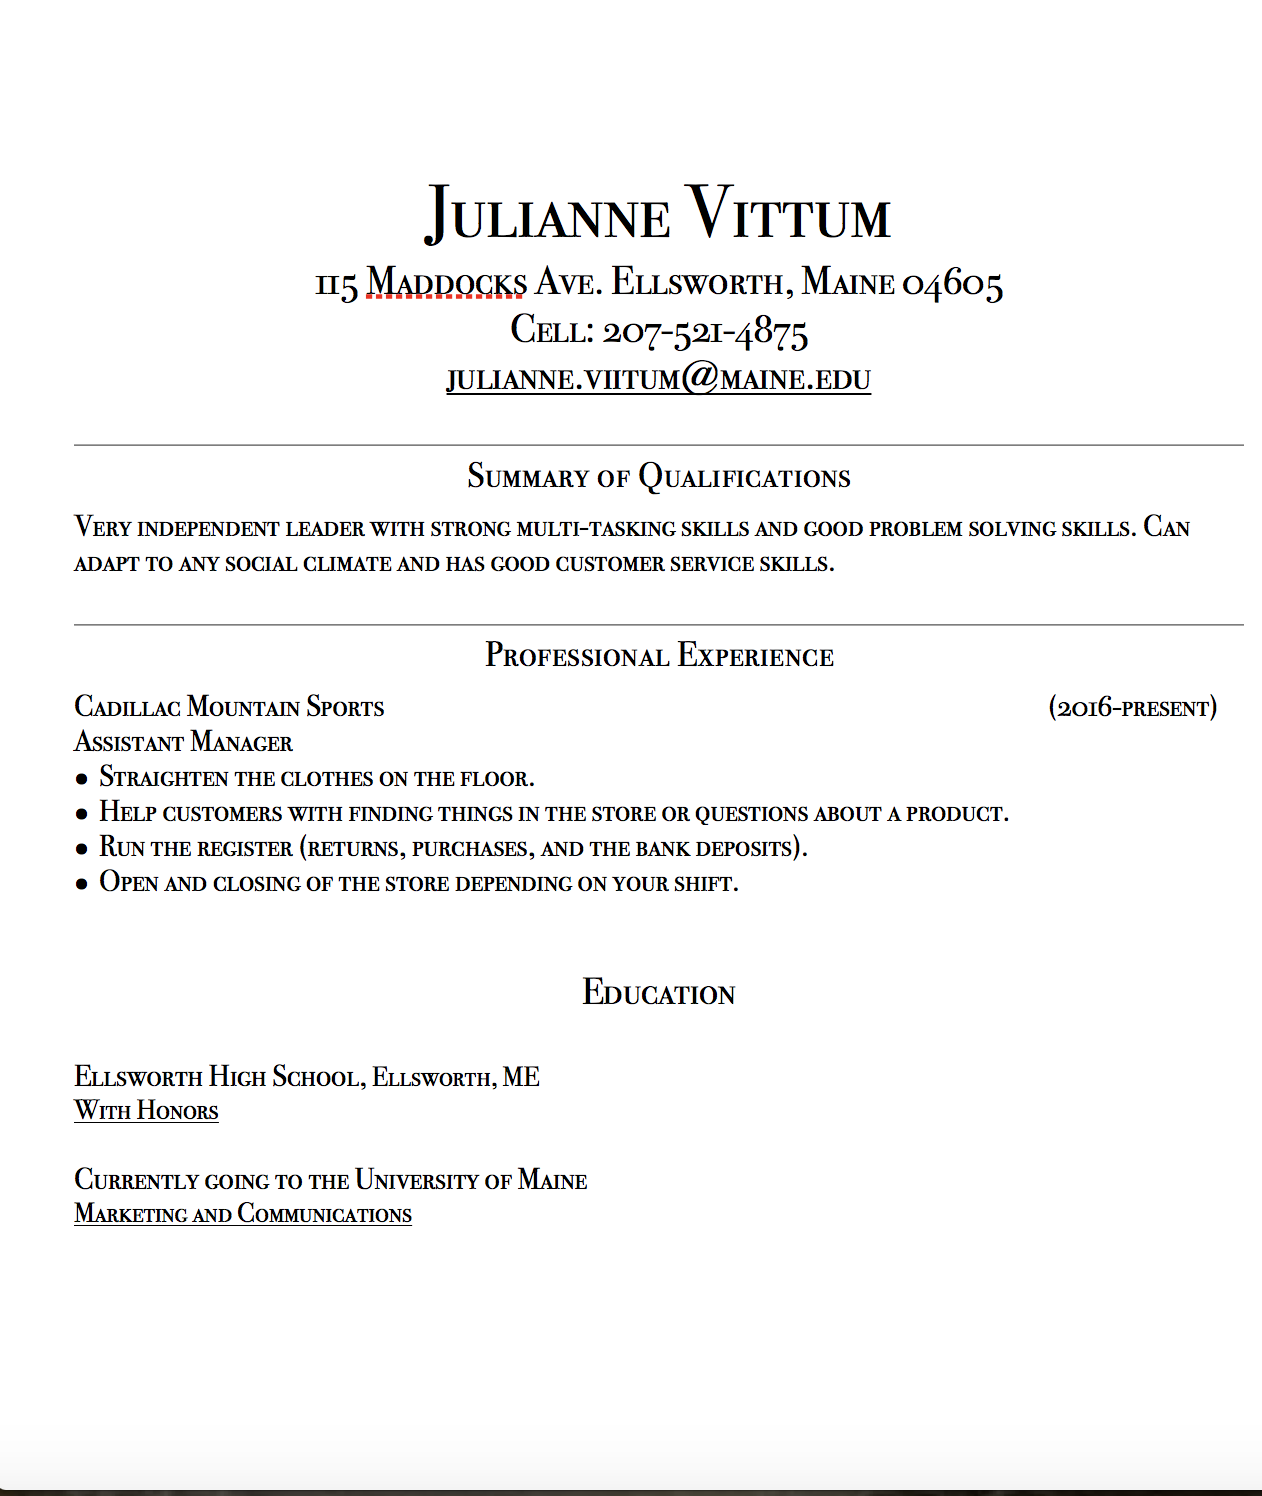 Julianne Vittum
115 Maddocks Ave. Ellsworth, Maine 04605
Cell: 207-521-4875
julianne.viitum@maine.edu
Summary of Qualifications
Very independent leader with strong multi-tasking skills and good problem solving skills. Can
adapt to any social climate and has good customer service skills.
Professional Experience
Cadillac Mountain Sports (2016-present)
Assistant Manager
• Straighten the clothes on the floor.
• Help customers with finding things in the store or questions about a product.
• Run the register (returns, purchases, and the bank deposits).
• Open and closing of the store depending on your shift.
Education
Ellsworth High School, Ellsworth, ME
With Honors
Currently going to the University of Maine
Marketing and Communications